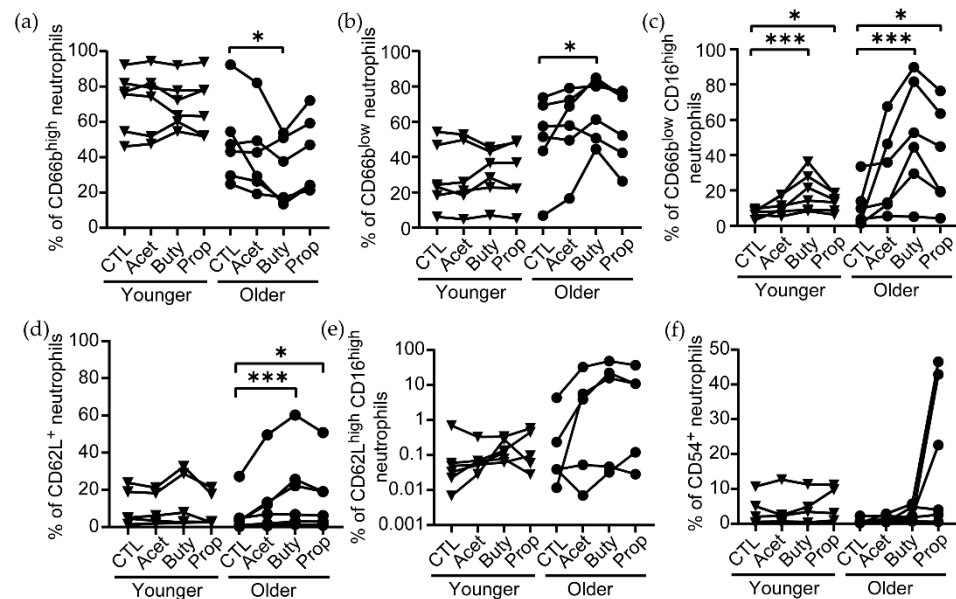 (a)
% of CD66b^high neutrophils
100
80
60
40
20
0
*
CTL
Acet
Buty
Prop
CTL
Acet
Buty
Prop
Younger
Older
(b)
% of CD66b^low neutrophils
100
80
60
40
20
0
*
CTL
Acet
Buty
Prop
CTL
Acet
Buty
Prop
Younger
Older
(c)
% of CD66b^low CD16^high
neutrophils
100
80
60
40
20
0
*
***
*
***
CTL
Acet
Buty
Prop
CTL
Acet
Buty
Prop
Younger
Older
(d)
% of CD62L^+ neutrophils
100
80
60
40
20
0
*
***
CTL
Acet
Buty
Prop
CTL
Acet
Buty
Prop
Younger
Older
(e)
% of CD62L^high CD16^high
neutrophils
100
10
1
0.1
0.01
0.001
CTL
Acet
Buty
Prop
CTL
Acet
Buty
Prop
Younger
Older
(f)
% of CD54^+ neutrophils
50
40
30
20
10
0
CTL
Acet
Buty
Prop
CTL
Acet
Buty
Prop
Younger
Older